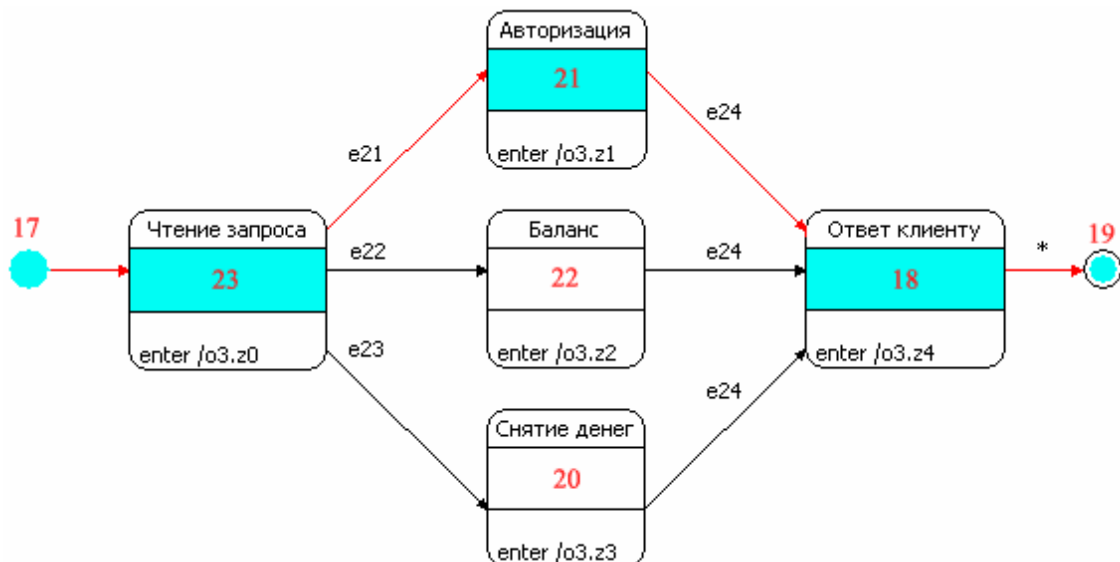 Авторизация
21
enter /o3.z1
e21
e24
17
Чтение запроса
23
enter /o3.z0
e22
Баланс
22
enter /o3.z2
e24
Ответ клиенту
18
enter /o3.z4
*
19
e23
e24
Снятие денег
20
enter /o3.z3